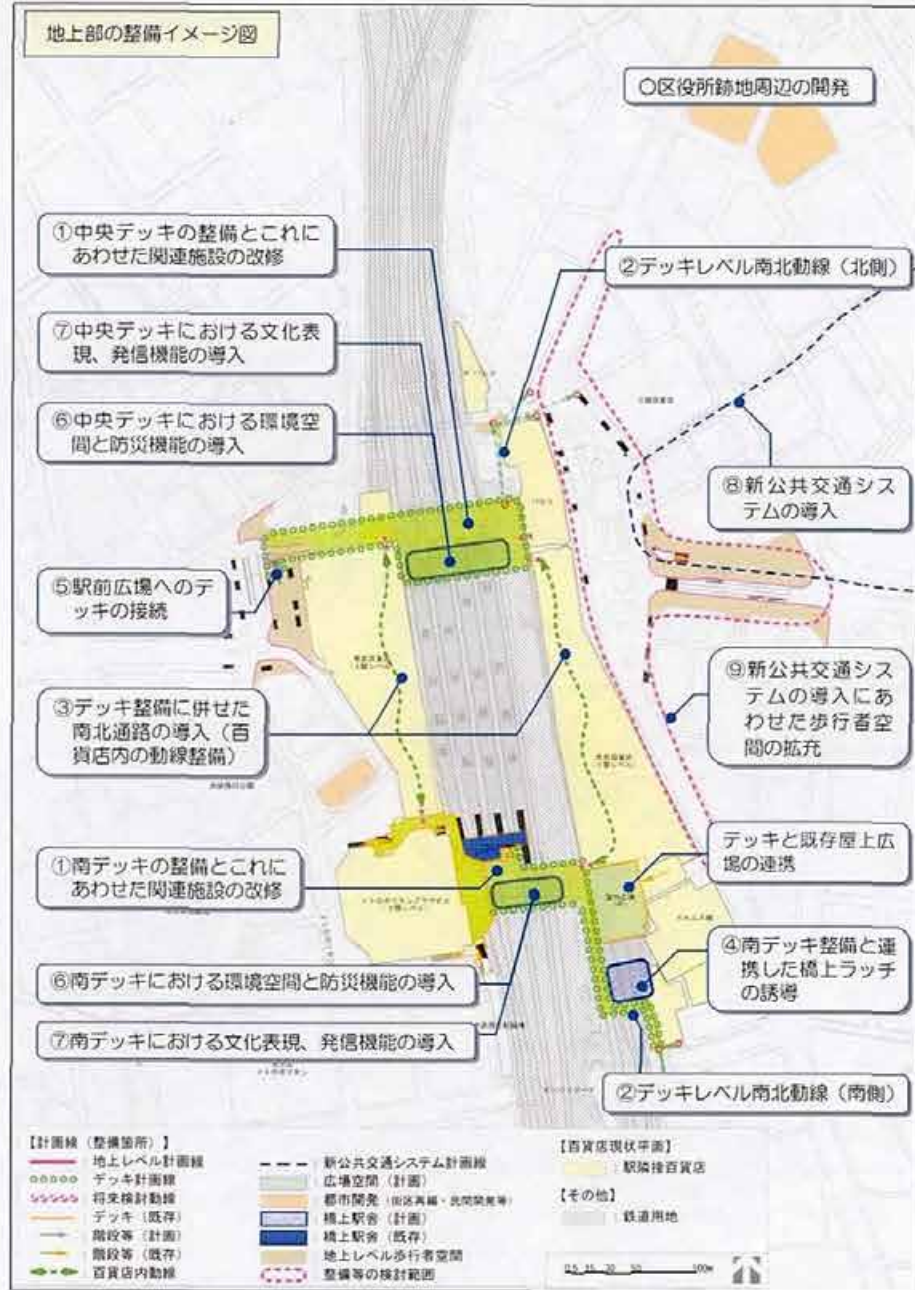 地上部の整備イメージ図
〇区役所跡地周辺の開発
①中央デッキの整備とこれに
あわせた関連施設の改修
②デッキレベル南北動線（北側）
⑦中央デッキにおける文化表
現、発信機能の導入
⑥中央デッキにおける環境空
間と防災機能の導入
⑧新公共交通シス
テムの導入
⑤駅前広場へのデ
ッキの接続
③デッキ整備に併せた
南北通路の導入（百
貨店内の動線整備）
⑨新公共交通シス
テムの導入にあ
わせた歩行者空
間の拡充
①南デッキの整備とこれに
あわせた関連施設の改修
デッキと既存屋上広
場の連携
④南デッキ整備と連
携した橋上ラッチ
の誘導
⑥南デッキにおける環境空間と防災機能の導入
⑦南デッキにおける文化表現、発信機能の導入
②デッキレベル南北動線（南側）
【計画線（整備箇所）】
地上レベル計画線
デッキ計画線
将来検討動線
デッキ（既存）
階段等（計画）
階段等（既存）
百貨店内動線
：新公共交通システム計画線
：広場空間（計画）
：都市開発（街区再編・民間開発等）
：橋上駅舎（計画）
：橋上駅舎（既存）
：地上レベル歩行者空間
：整備等の検討範囲
【百貨店現状平面】
：駅隣接百貨店
【その他】
：鉄道用地